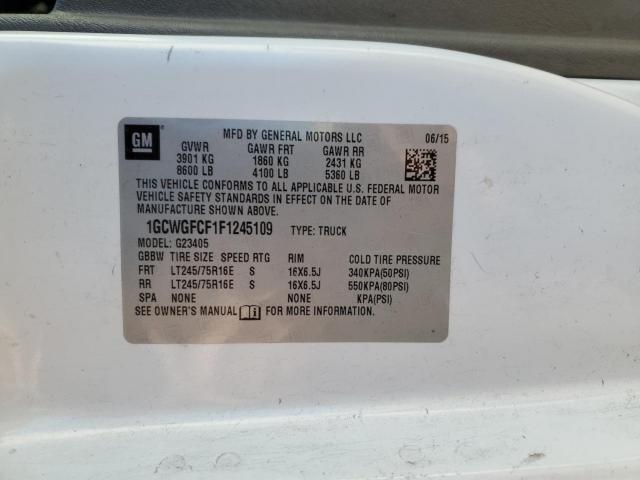 GM
MFD BY GENERAL MOTORS LLC 06/15
GVWR GAWR FRT GAWR RR
3901 KG 1860 KG 2431 KG
8600 LB 4100 LB 5360 LB
THIS VEHICLE CONFORMS TO ALL APPLICABLE U.S. FEDERAL MOTOR
VEHICLE SAFETY STANDARDS IN EFFECT ON THE DATE OF
MANUFACTURE SHOWN ABOVE.
1GCWGFCF1F1245109 TYPE: TRUCK
MODEL: G23405
GBBW TIRE SIZE SPEED RTG RIM COLD TIRE PRESSURE
FRT LT245/75R16E S 16X6.5J 340KPA(50PSI)
RR LT245/75R16E S 16X6.5J 550KPA(80PSI)
SPA NONE NONE KPA(PSI)
SEE OWNER'S MANUAL FOR MORE INFORMATION.